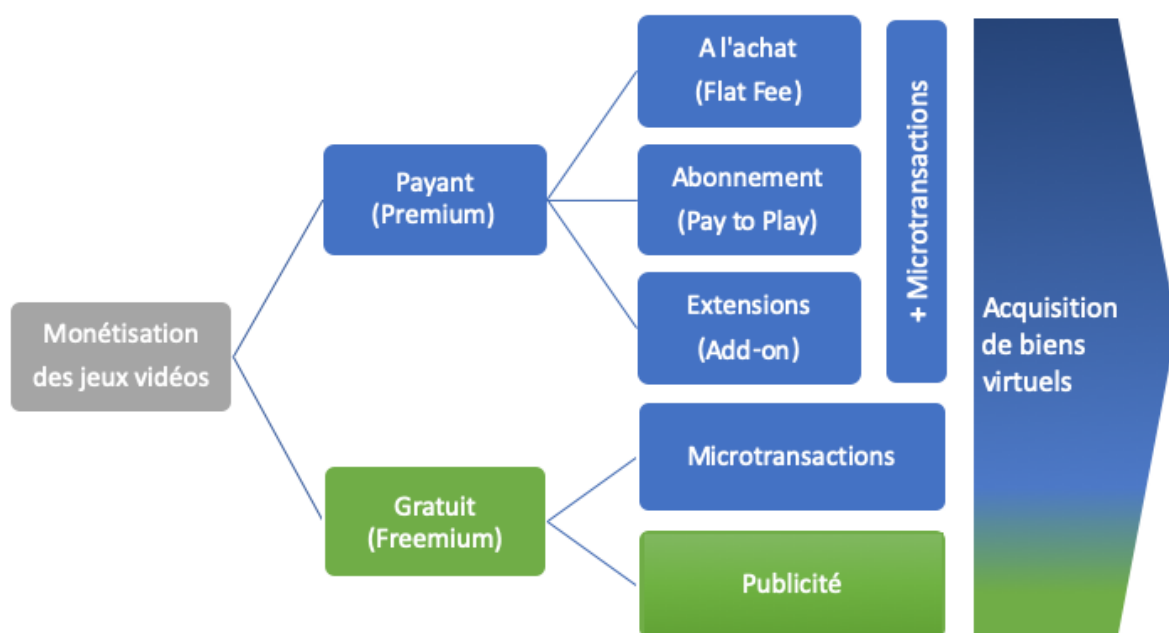 Monétisation
des jeux vidéos
Payant
(Premium)
Gratuit
(Freemium)
A l'achat
(Flat Fee)
Abonnement
(Pay to Play)
Extensions
(Add-on)
+ Microtransactions
Microtransactions
Publicité
Acquisition
de biens
virtuels